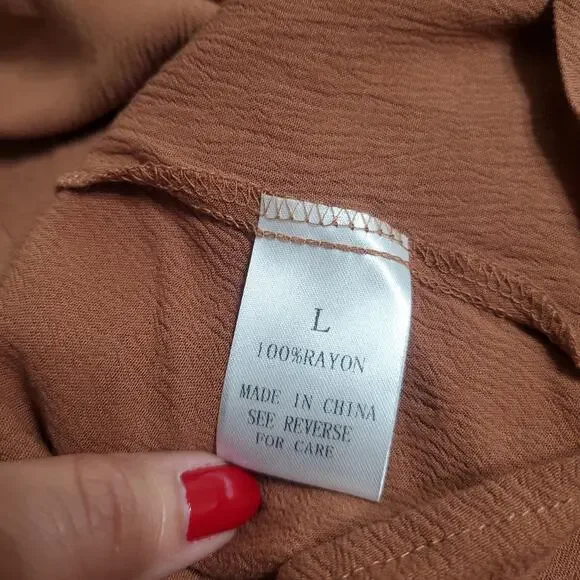 L
100%RAYON
MADE IN CHINA
SEE REVERSE
FOR CARE